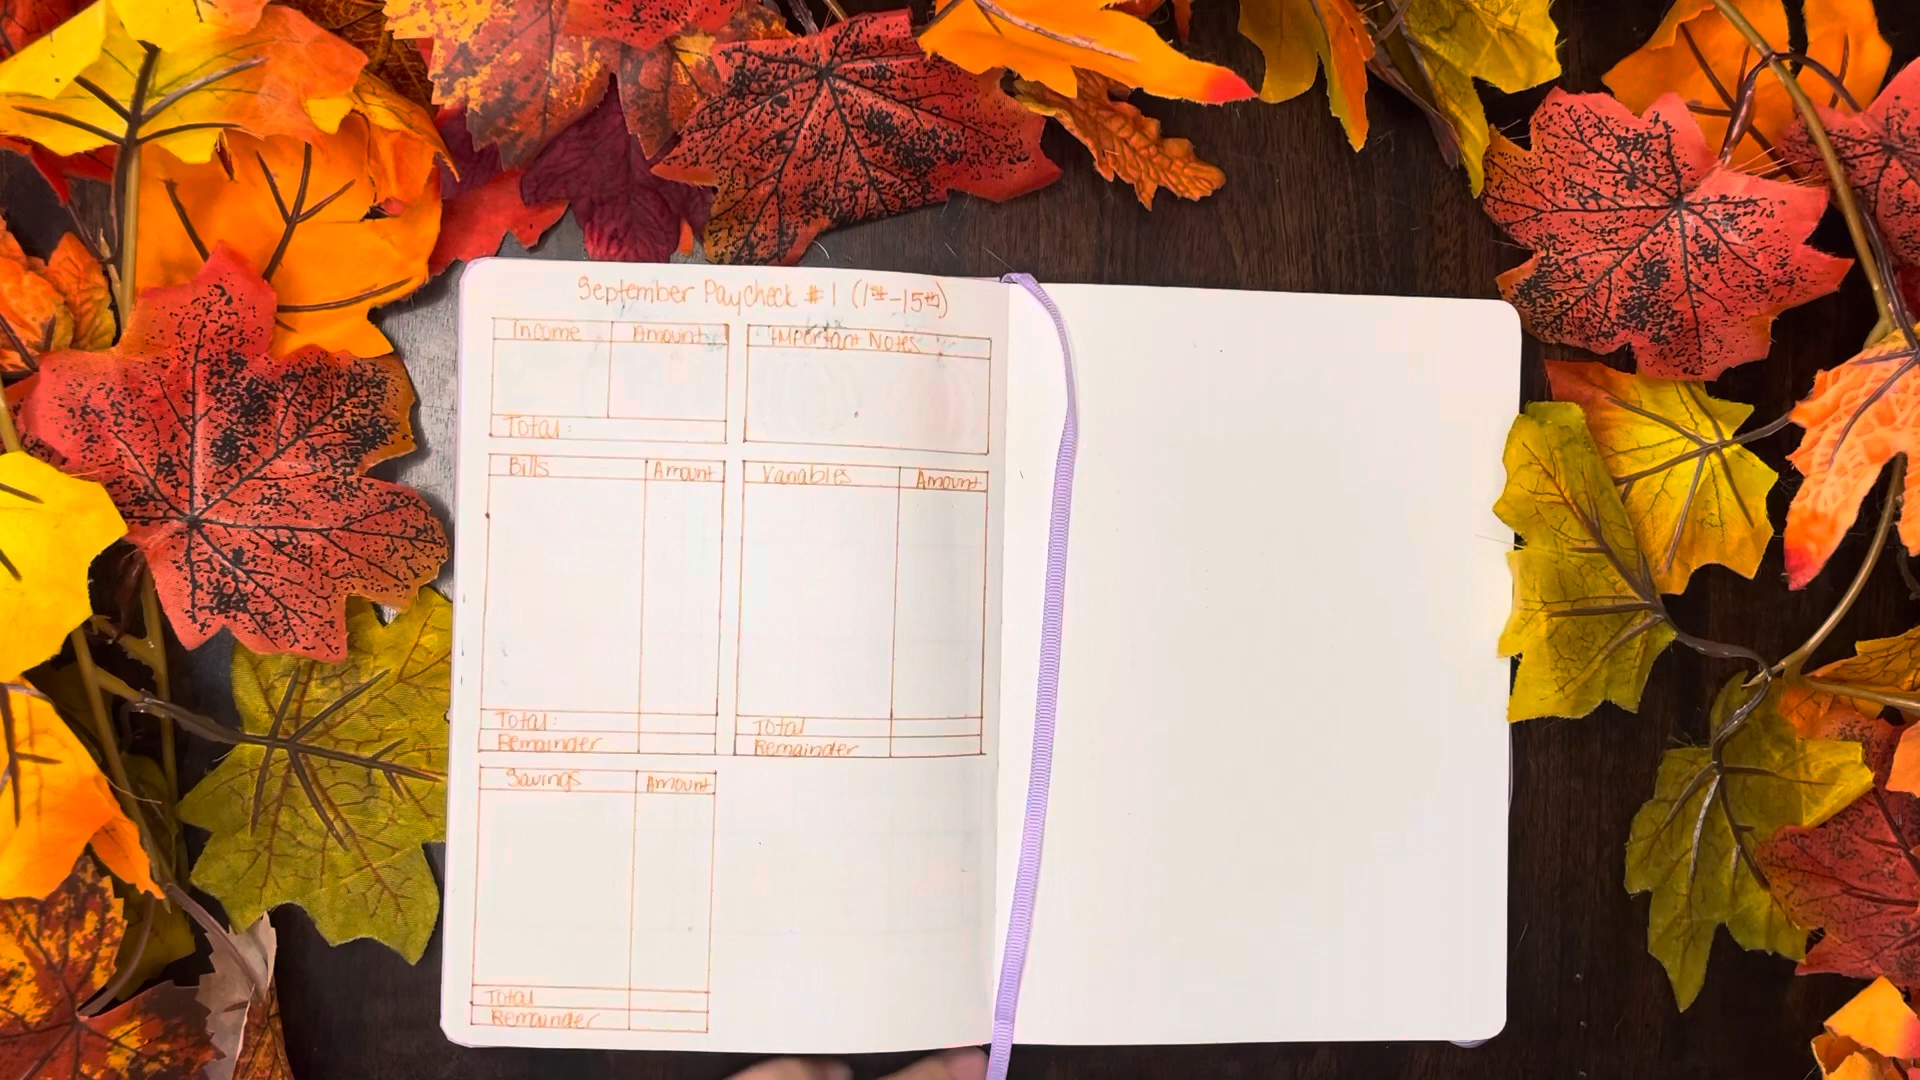 September Paycheck #1 (1st-15th)
Income Amount
Total:
Important Notes
Bills Amount
Total:
Remainder
Variables Amount
Total
Remainder
Savings Amount
Total
Remainder